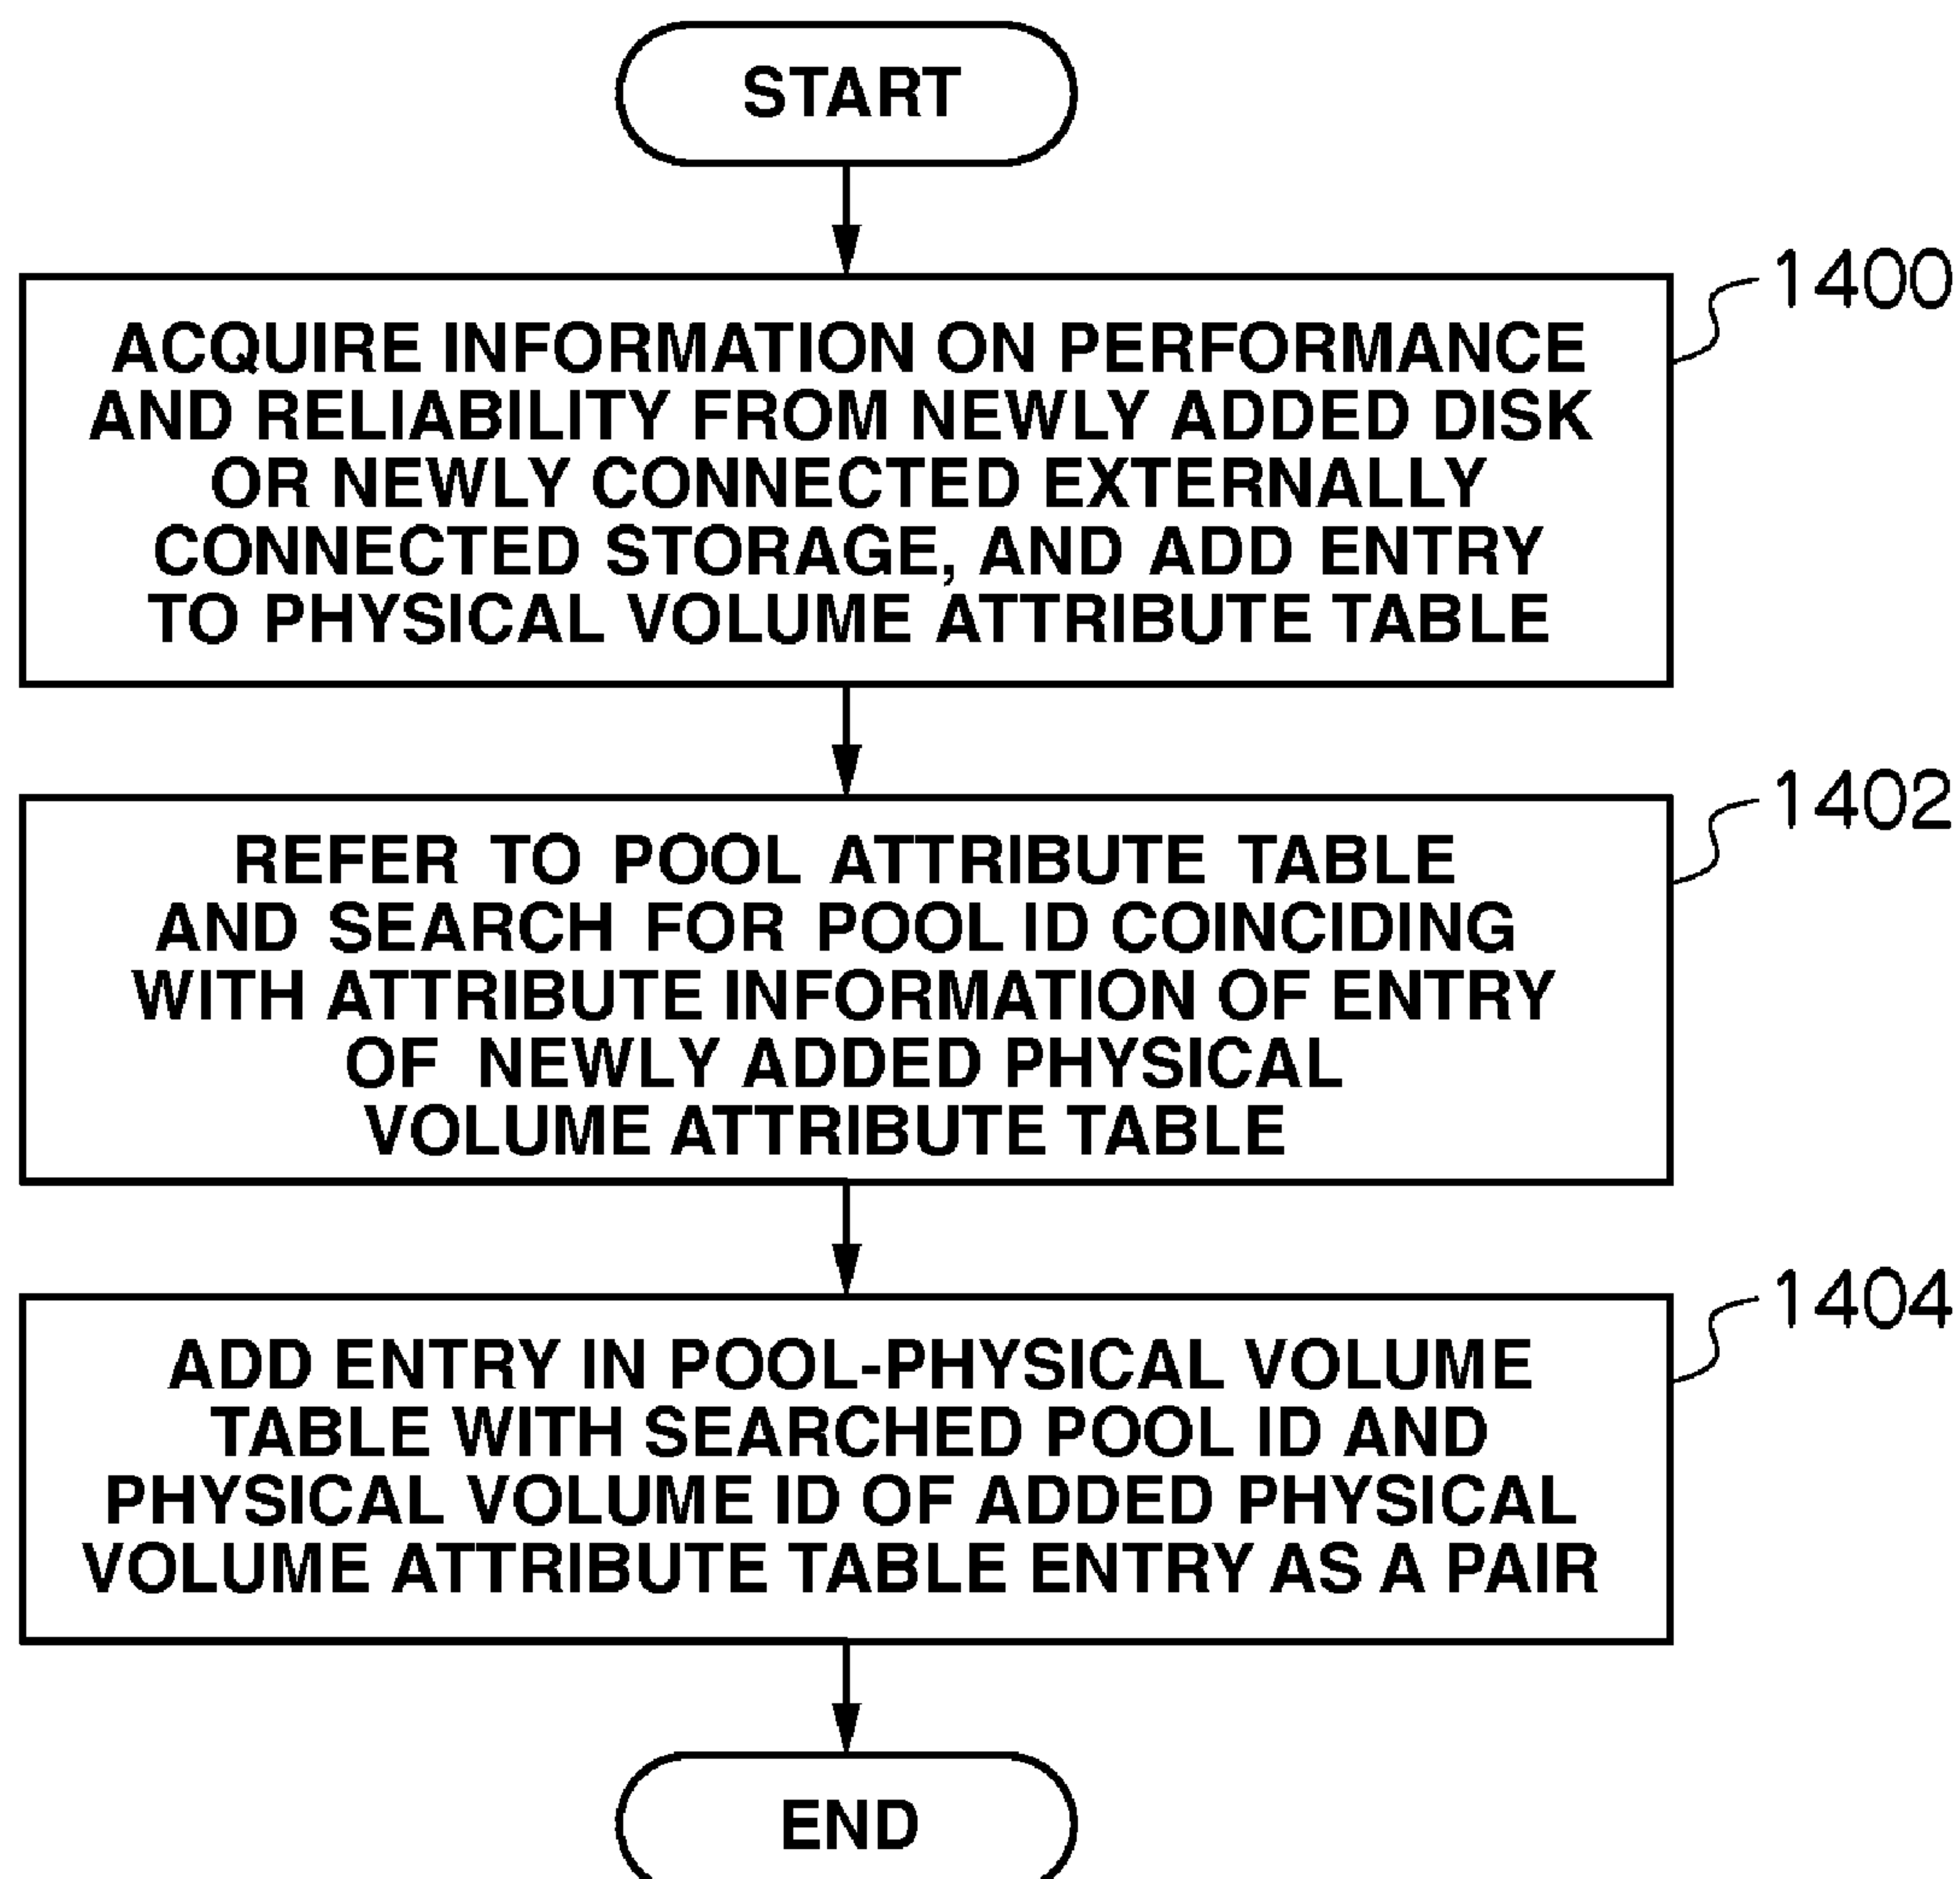 START
1400
ACQUIRE INFORMATION ON PERFORMANCE
AND RELIABILITY FROM NEWLY ADDED DISK
OR NEWLY CONNECTED EXTERNALLY
CONNECTED STORAGE, AND ADD ENTRY
TO PHYSICAL VOLUME ATTRIBUTE TABLE
1402
REFER TO POOL ATTRIBUTE TABLE
AND SEARCH FOR POOL ID COINCIDING
WITH ATTRIBUTE INFORMATION OF ENTRY
OF NEWLY ADDED PHYSICAL
VOLUME ATTRIBUTE TABLE
1404
ADD ENTRY IN POOL-PHYSICAL VOLUME
TABLE WITH SEARCHED POOL ID AND
PHYSICAL VOLUME ID OF ADDED PHYSICAL
VOLUME ATTRIBUTE TABLE ENTRY AS A PAIR
END